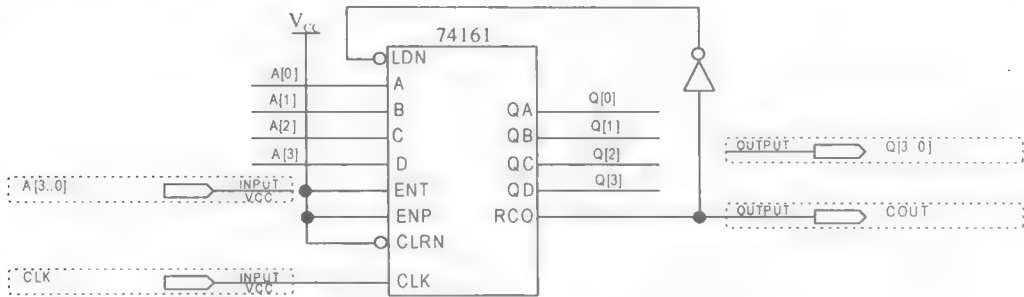 V_CC
74161
LDN
A[0] A
A[1] B QA Q[0]
A[2] C QB Q[1]
A[3] D QC Q[2]
OUTPUT Q[3 0]
A[3..0] INPUT VCC ENT QD Q[3]
ENP RCO OUTPUT COUT
CLRN
CLK INPUT VCC CLK